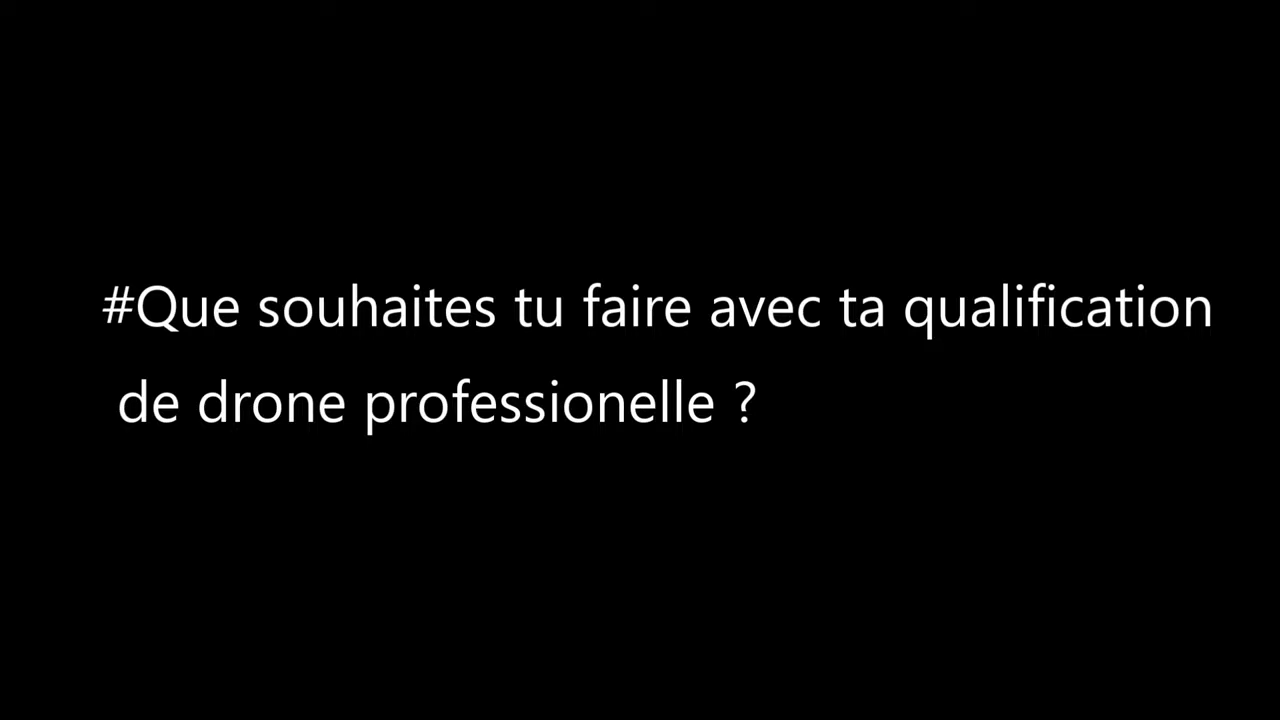 #Que souhaites tu faire avec ta qualification
de drone professionelle ?